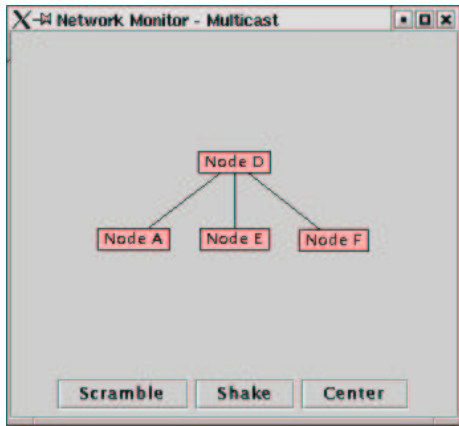 Network Monitor - Multicast
Node D
Node A
Node E
Node F
Scramble
Shake
Center